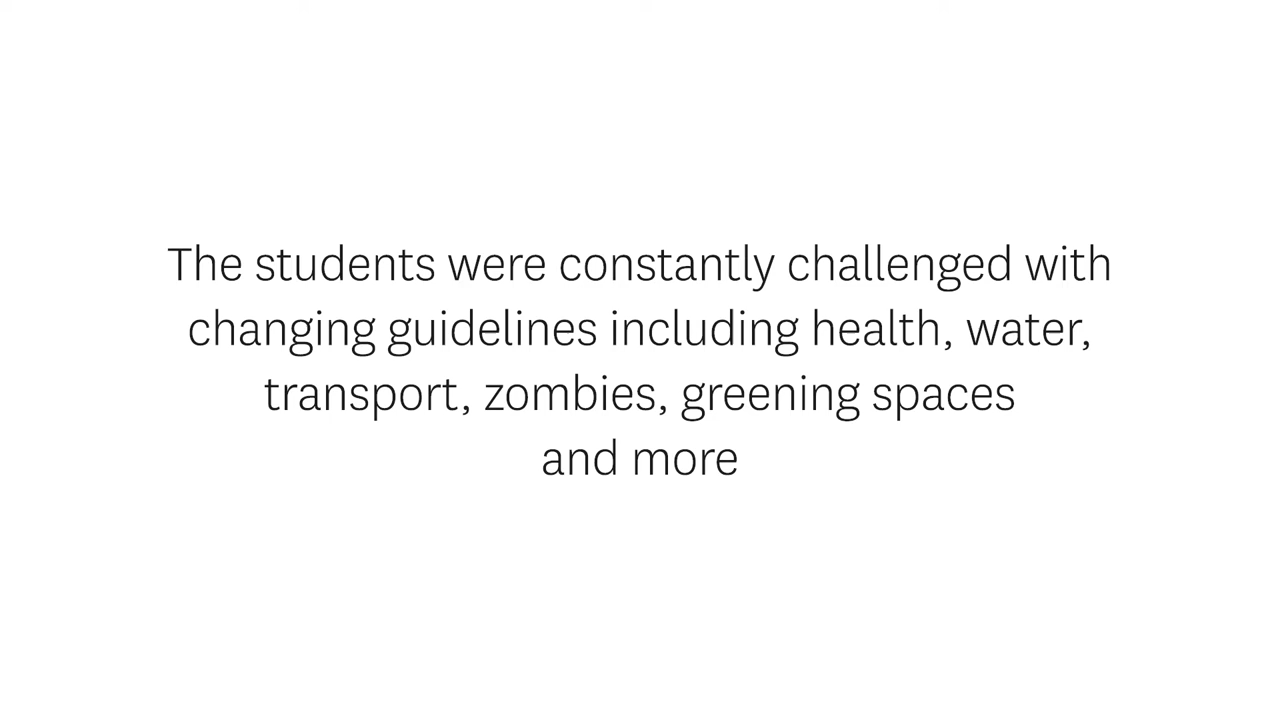 The students were constantly challenged with
changing guidelines including health, water,
transport, zombies, greening spaces
and more